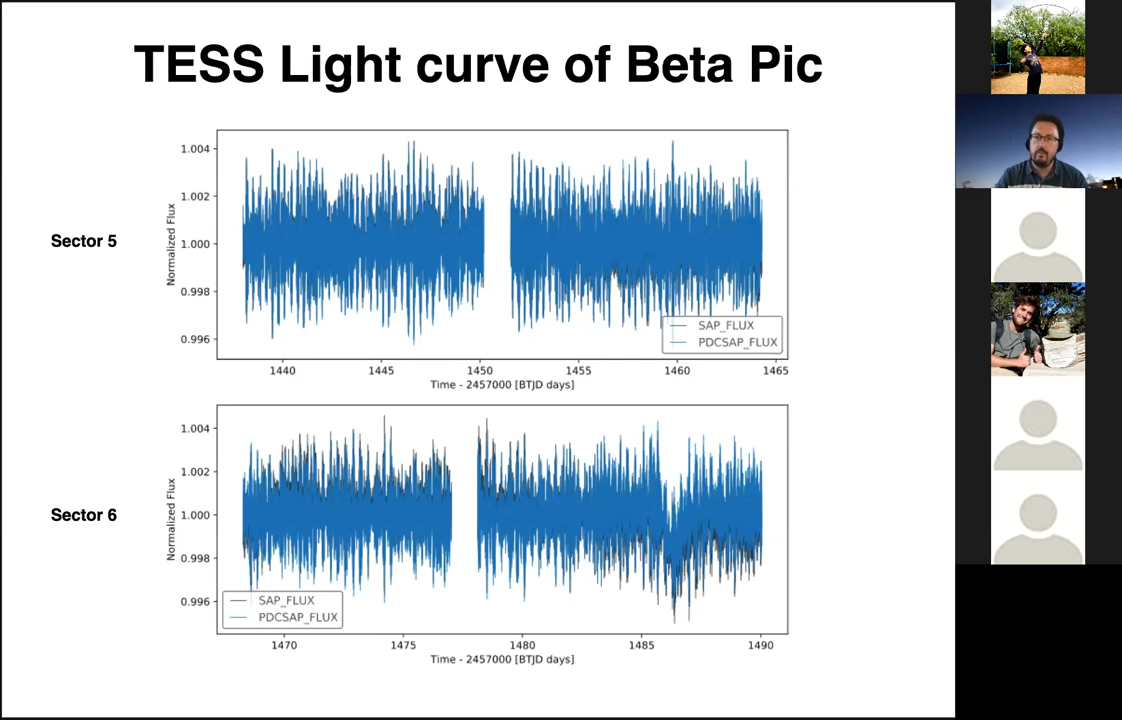 TESS Light curve of Beta Pic
Sector 5
Normalized Flux
1.004
1.002
1.000
0.998
0.996
SAP_FLUX
PDCSAP_FLUX
1440 1445 1450 1455 1460 1465
Time - 2457000 [BTJD days]
Sector 6
Normalized Flux
1.004
1.002
1.000
0.998
0.996
SAP_FLUX
PDCSAP_FLUX
1470 1475 1480 1485 1490
Time - 2457000 [BTJD days]